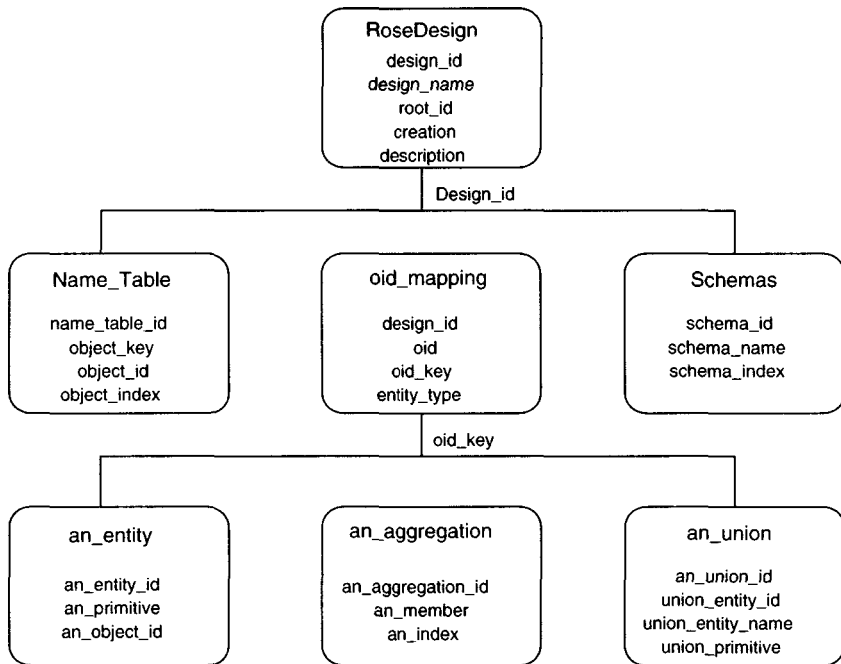 RoseDesign
design_id
design_name
root_id
creation
description
Design_id
Name_Table
name_table_id
object_key
object_id
object_index
oid_mapping
design_id
oid
oid_key
entity_type
Schemas
schema_id
schema_name
schema_index
oid_key
an_entity
an_entity_id
an_primitive
an_object_id
an_aggregation
an_aggregation_id
an_member
an_index
an_union
an_union_id
union_entity_id
union_entity_name
union_primitive